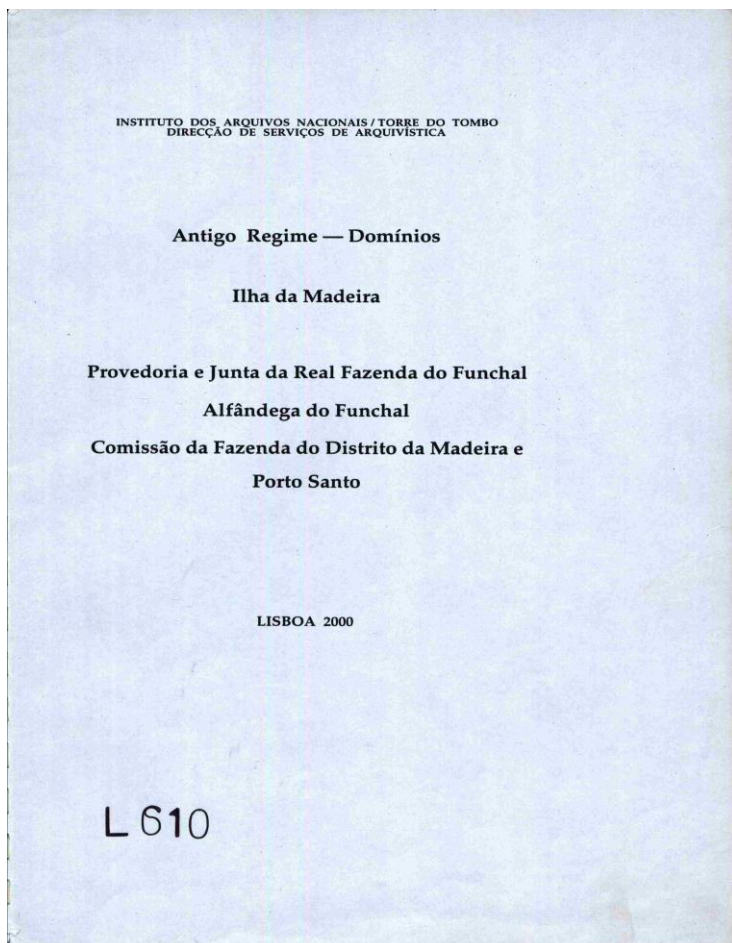 INSTITUTO DOS ARQUIVOS NACIONAIS / TORRE DO TOMBO
DIRECÇÃO DE SERVIÇOS DE ARQUIVÍSTICA
Antigo Regime — Domínios
Ilha da Madeira
Provedoria e Junta da Real Fazenda do Funchal
Alfândega do Funchal
Comissão da Fazenda do Distrito da Madeira e
Porto Santo
LISBOA 2000
L 610